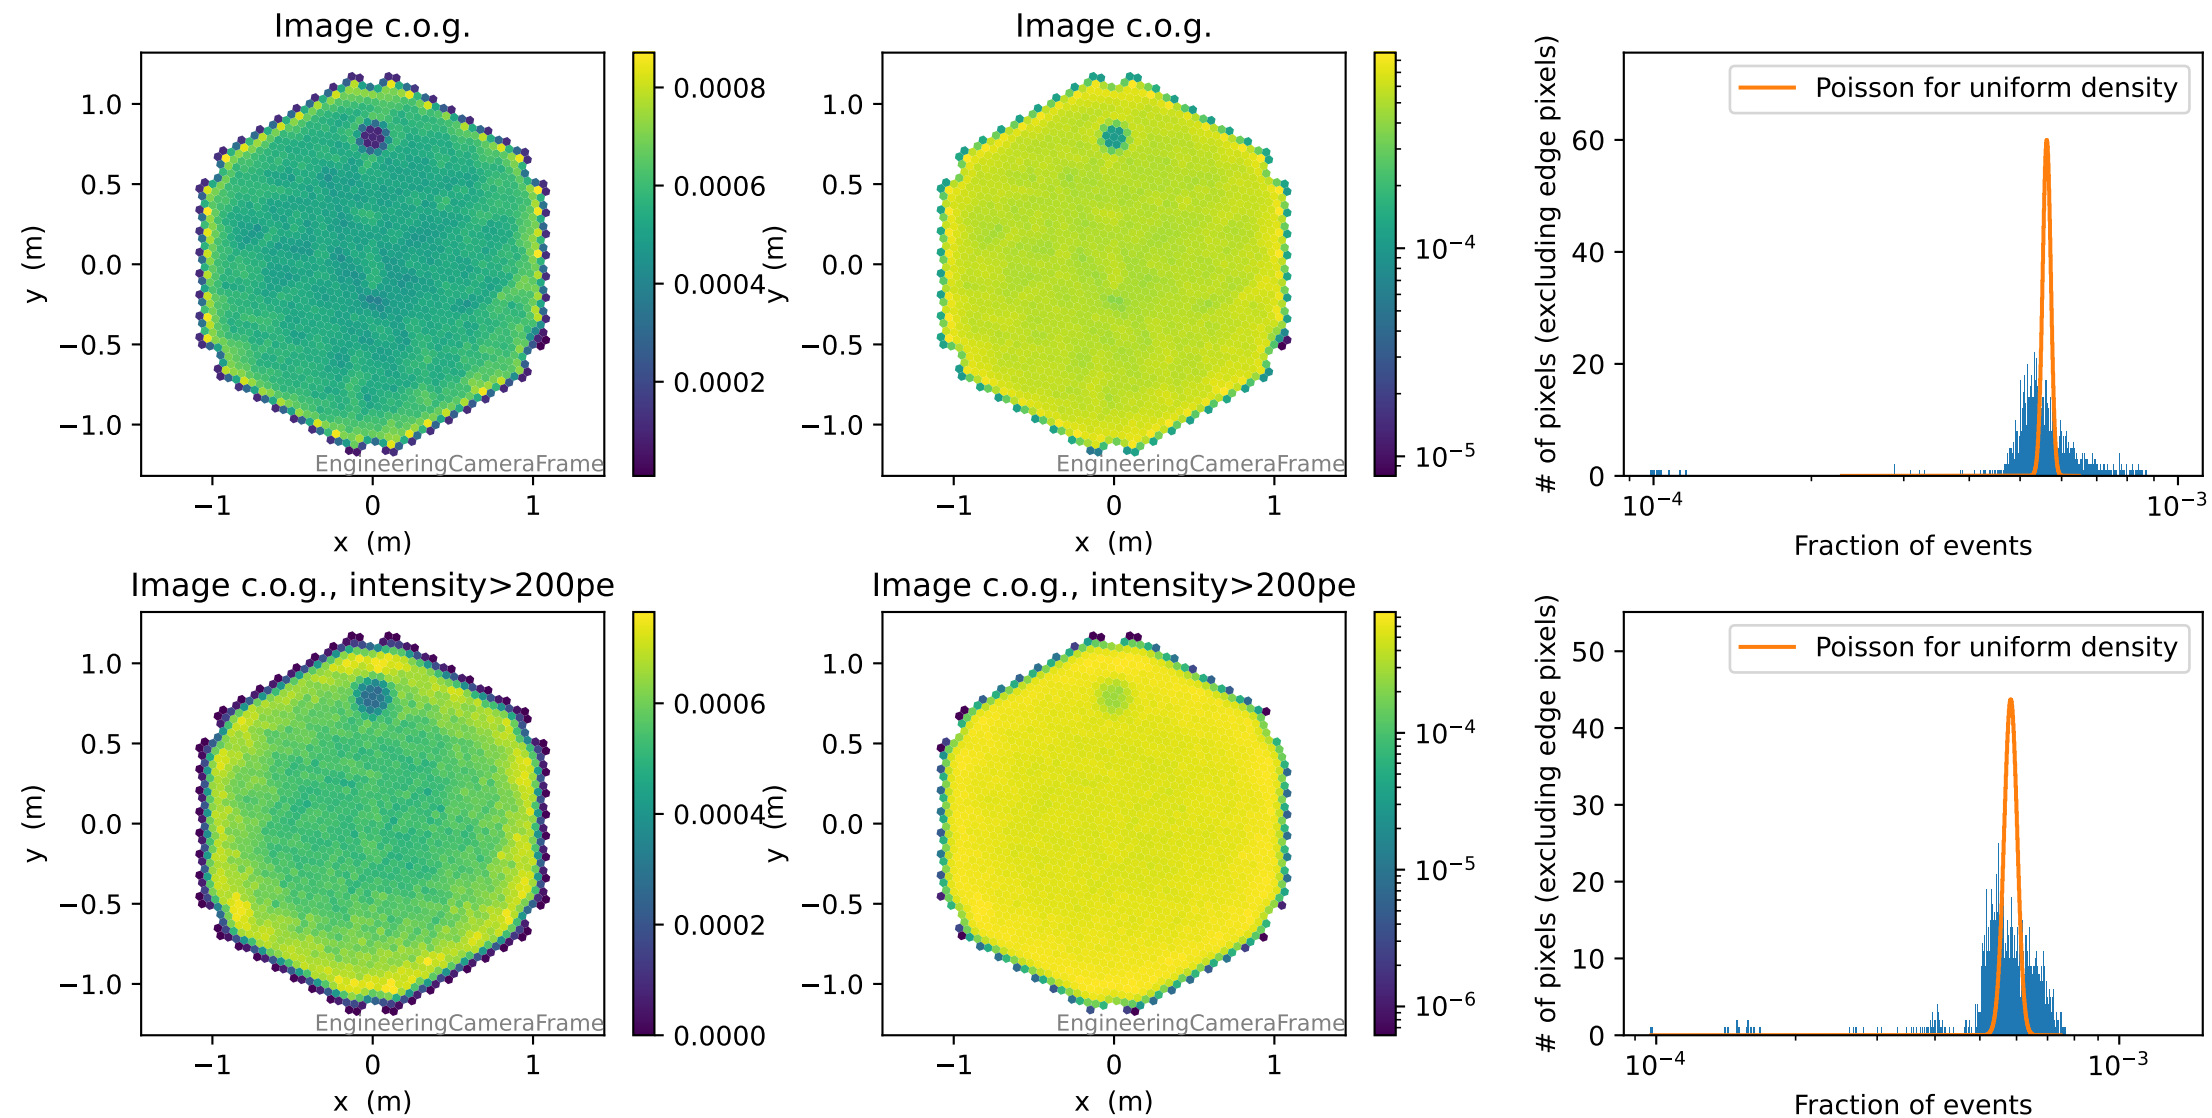 Image c.o.g.
1.0
0.5
0.0
−0.5
−1.0
y (m)
−1
0
1
x (m)
EngineeringCameraFrame
0.0008
0.0006
0.0004
0.0002
Image c.o.g.
1.0
0.5
0.0
−0.5
−1.0
y (m)
−1
0
1
x (m)
EngineeringCameraFrame
10⁻⁴
10⁻⁵
# of pixels (excluding edge pixels)
60
40
20
0
Poisson for uniform density
10⁻⁴
10⁻³
Fraction of events
Image c.o.g., intensity>200pe
1.0
0.5
0.0
−0.5
−1.0
y (m)
−1
0
1
x (m)
EngineeringCameraFrame
0.0006
0.0004
0.0002
0.0000
Image c.o.g., intensity>200pe
1.0
0.5
0.0
−0.5
−1.0
y (m)
−1
0
1
x (m)
EngineeringCameraFrame
10⁻⁴
10⁻⁵
10⁻⁶
# of pixels (excluding edge pixels)
50
40
30
20
10
0
Poisson for uniform density
10⁻⁴
10⁻³
Fraction of events